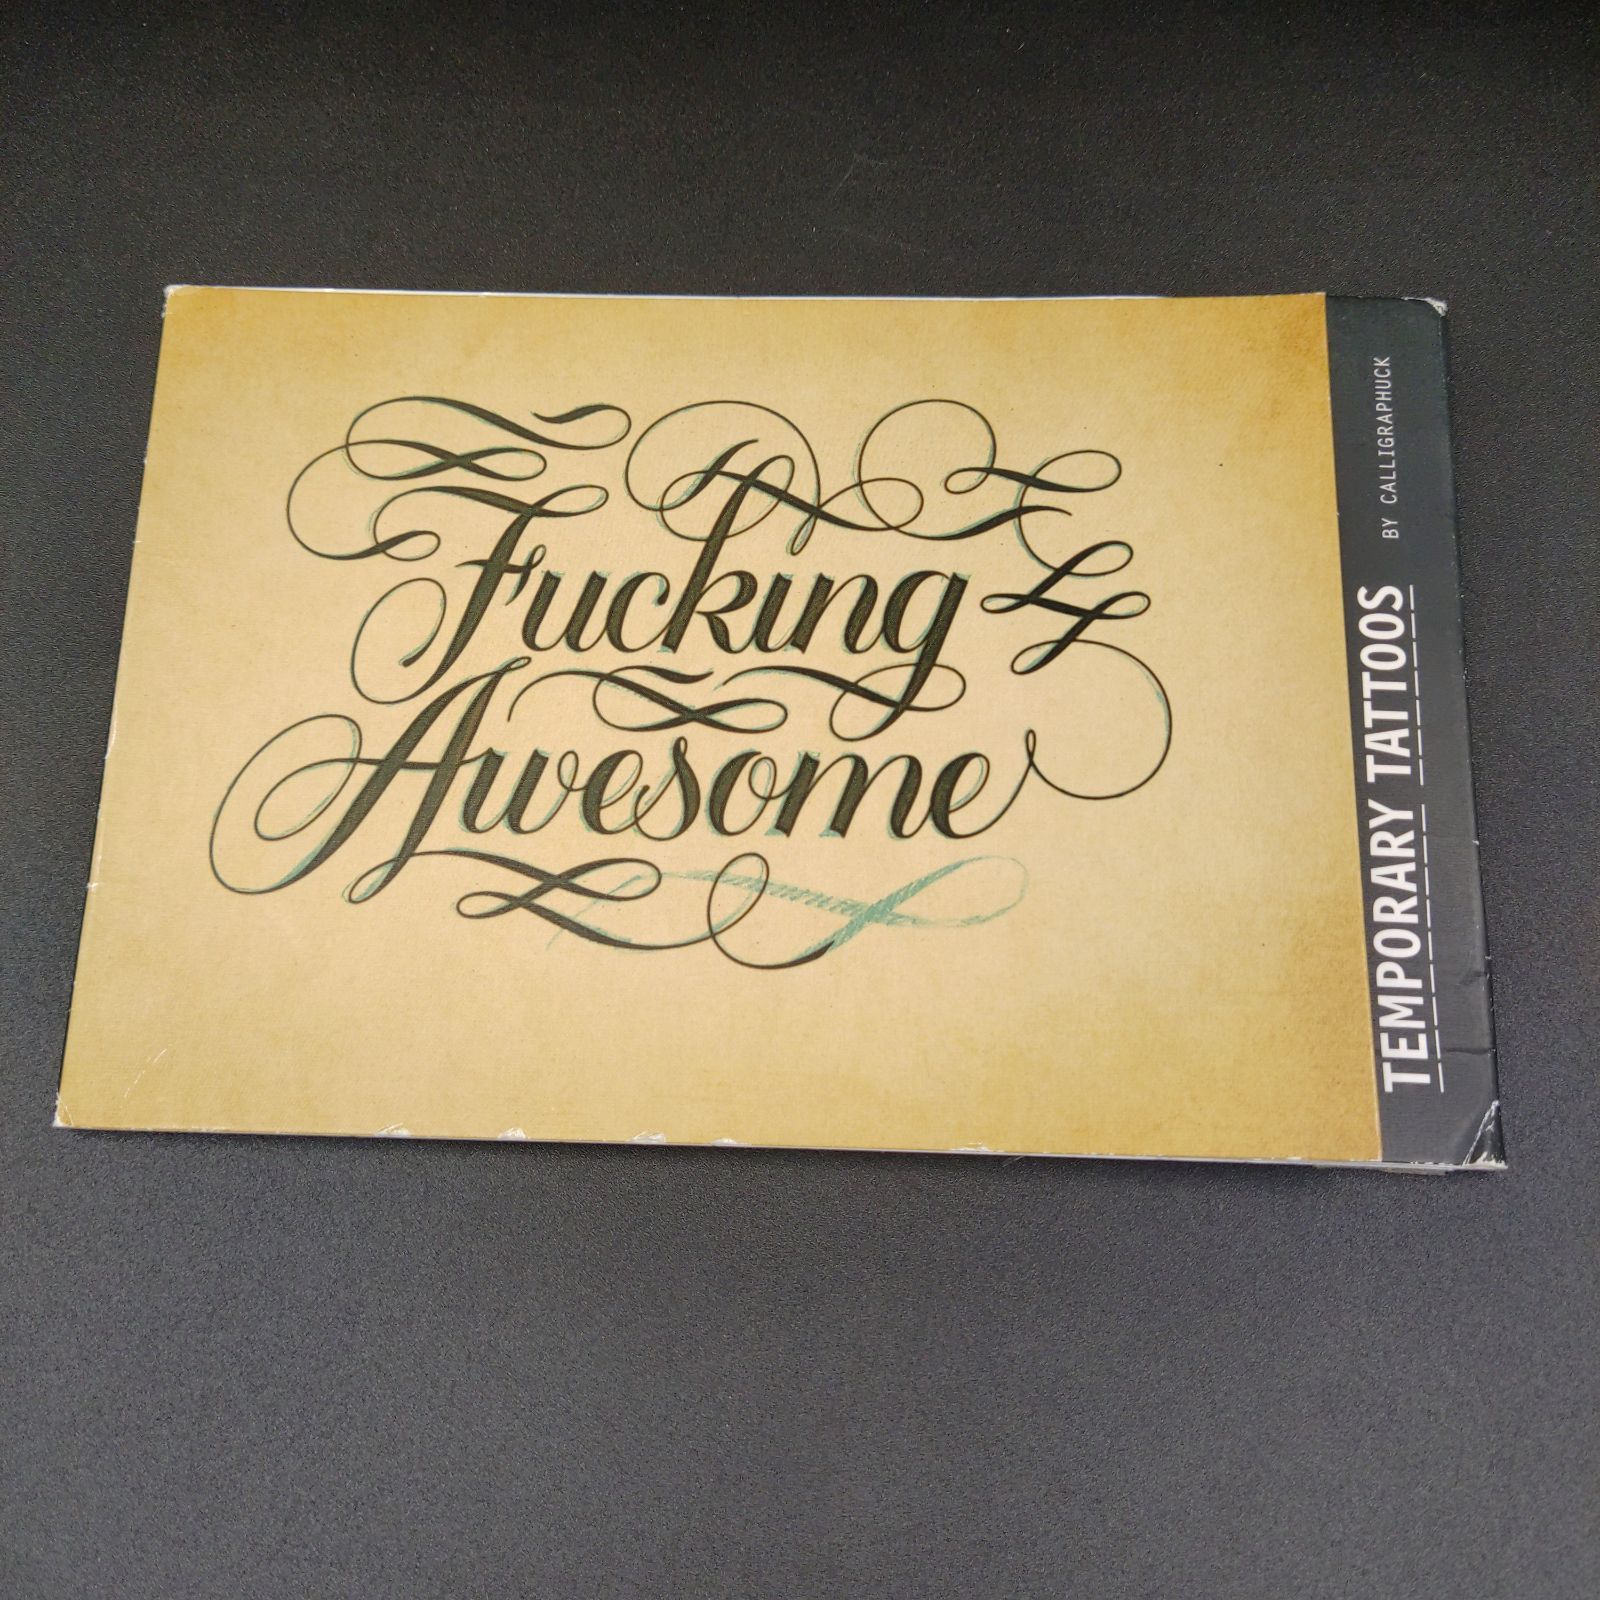 Fucking
Awesome
TEMPORARY TATTOOS BY CALLIGRAPHUCK